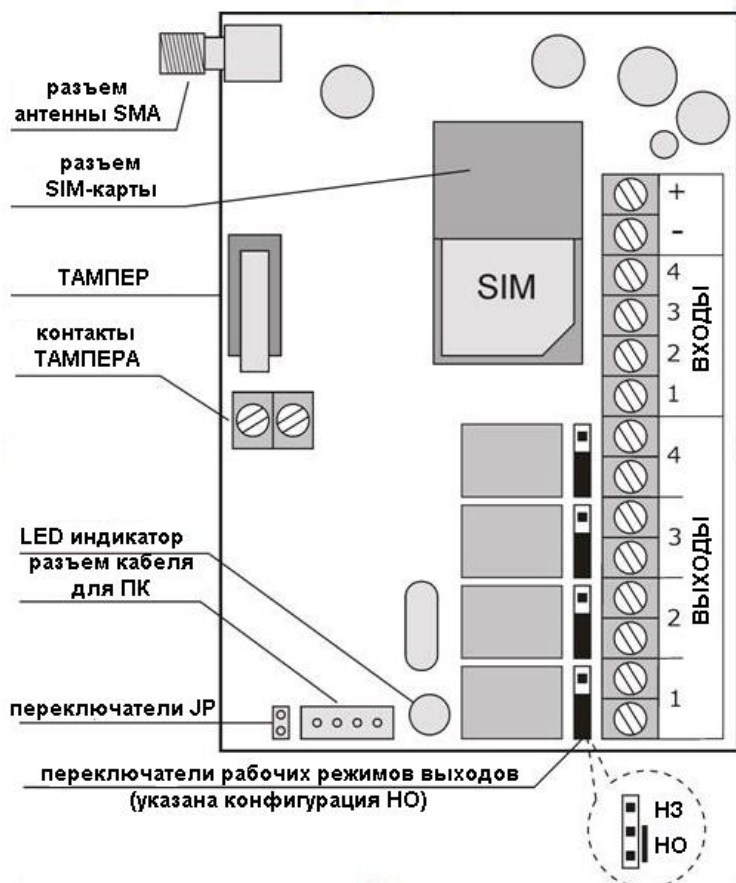 разъем
антенны SMA
разъем
SIM-карты
ТАМПЕР
контакты
ТАМПЕРА
LED индикатор
разъем кабеля
для ПК
переключатели JP
переключатели рабочих режимов выходов
(указана конфигурация НО)
SIM
+
-
4
3
2
1
ВХОДЫ
4
3
2
1
ВЫХОДЫ
НЗ
НО